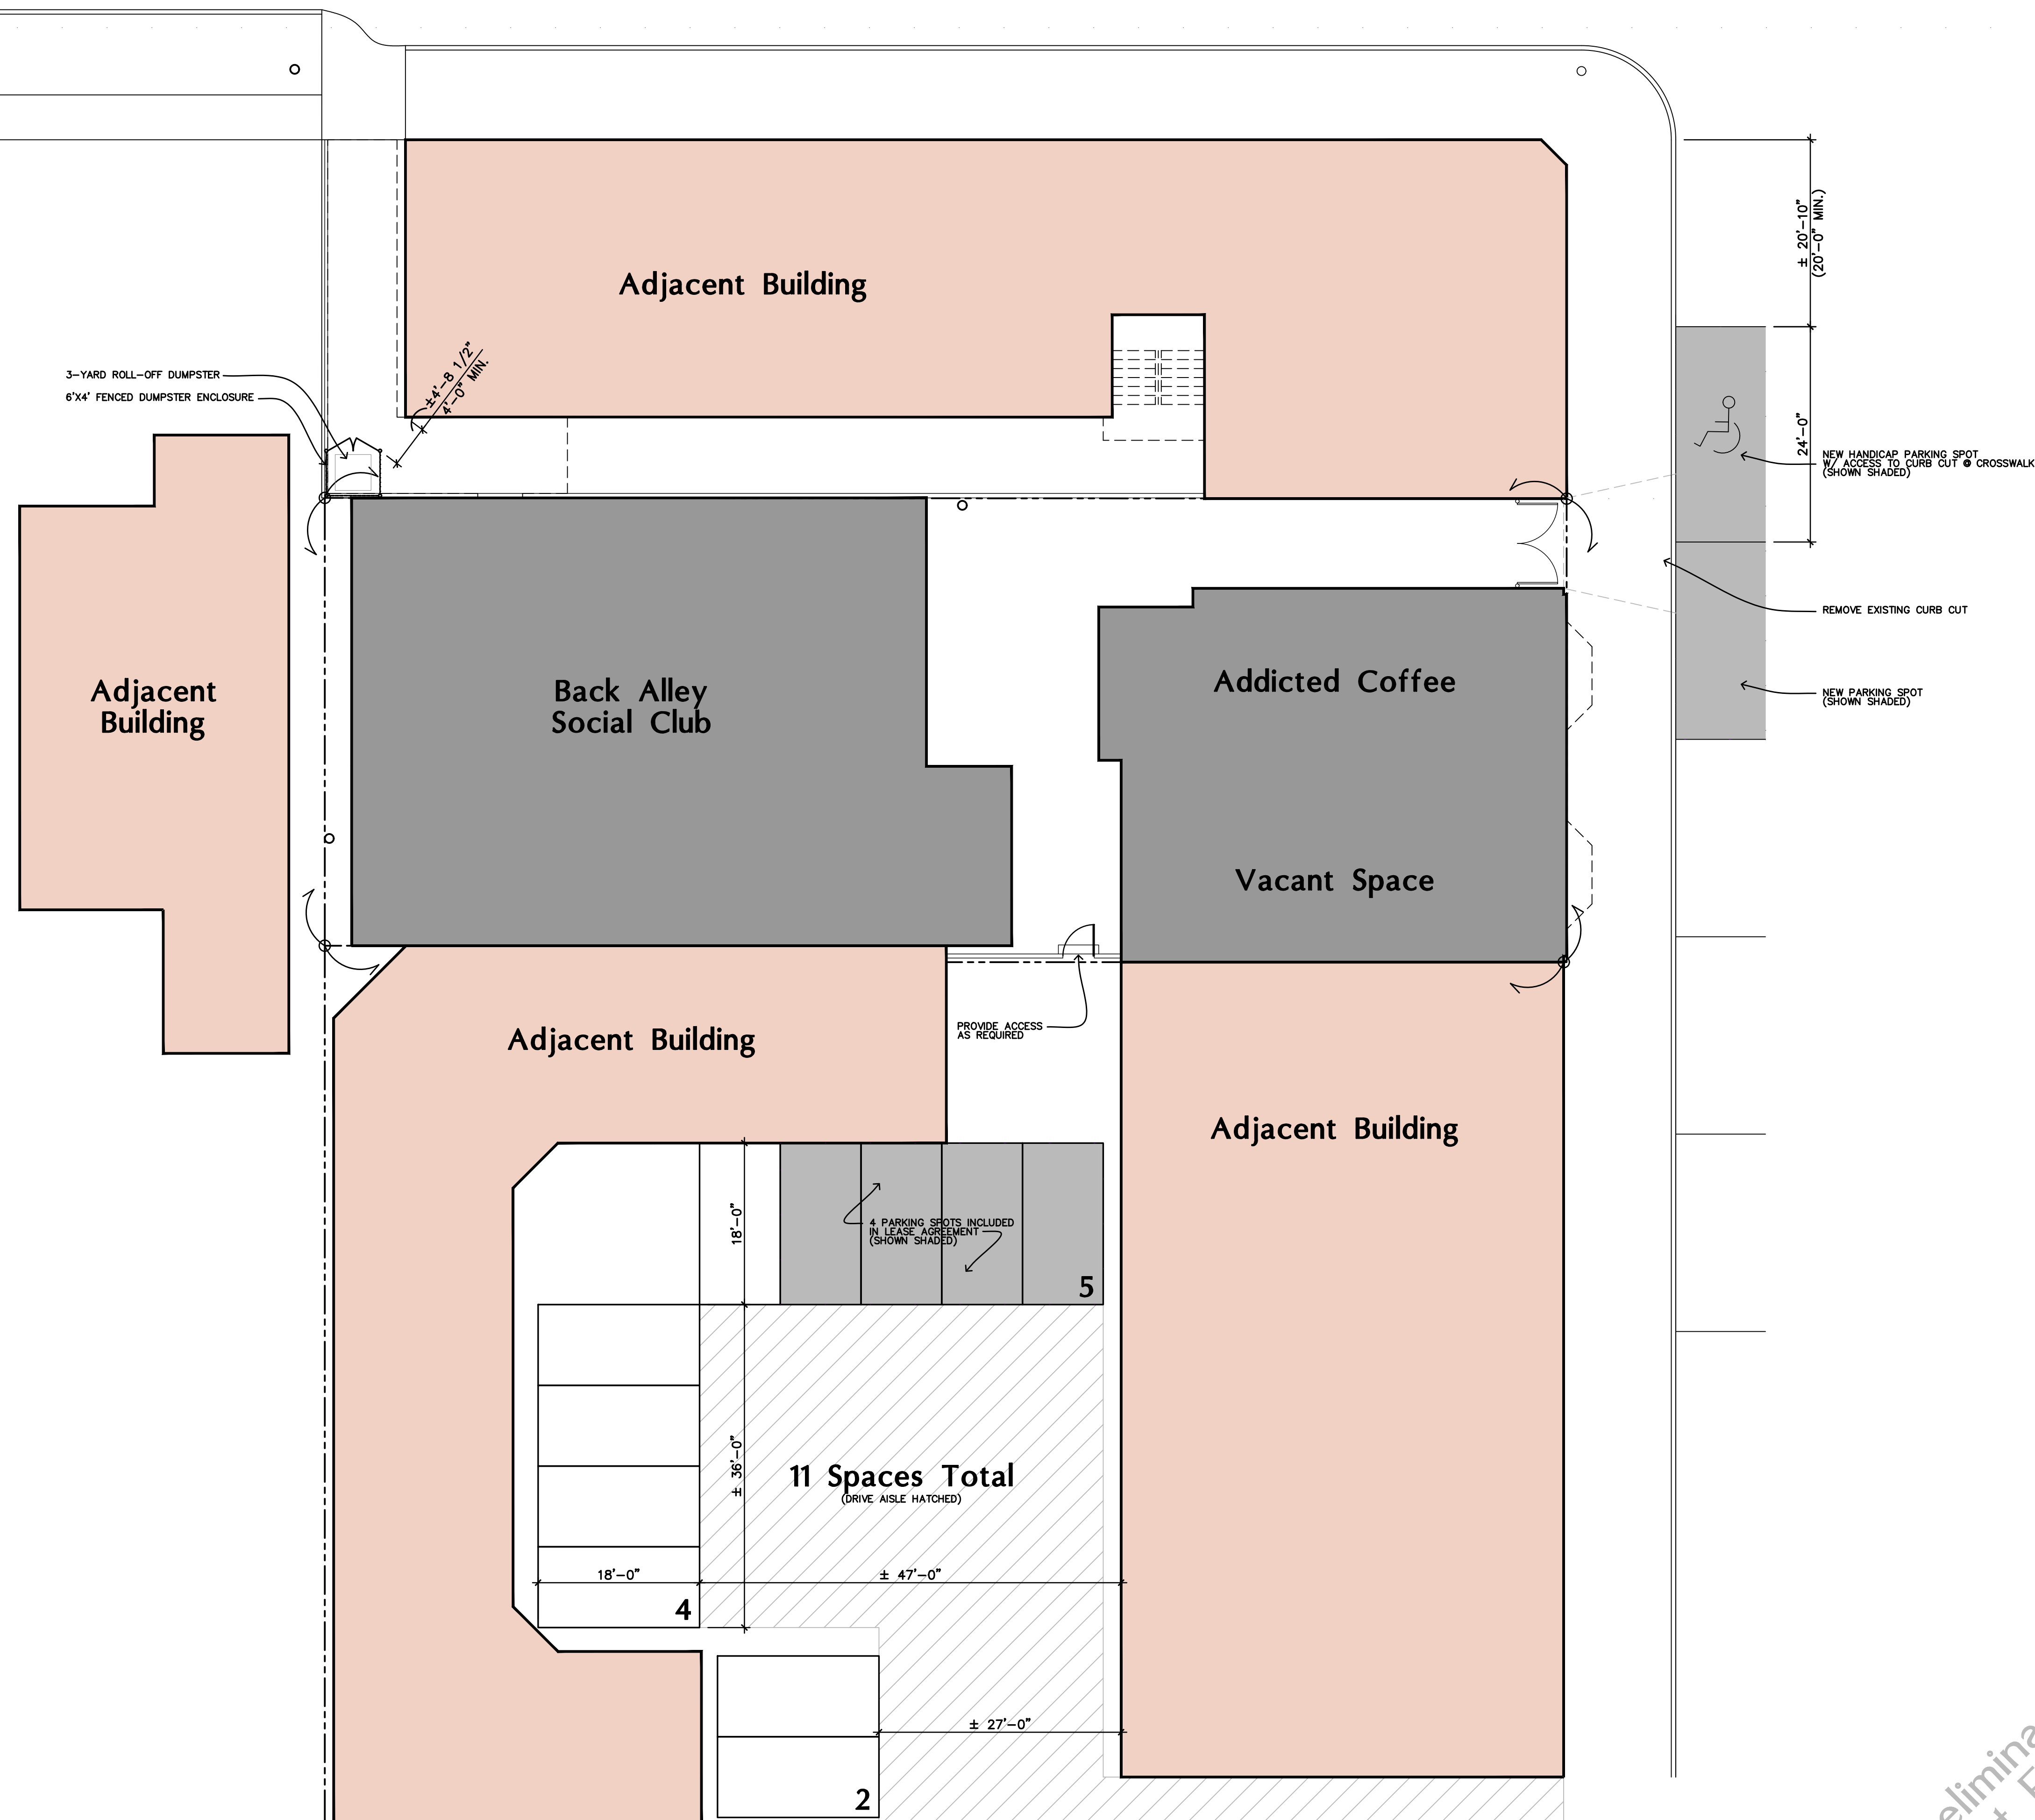 ± 20'-10"
(20'-0" MIN.)
Adjacent Building
±4'-8 1/2"
4'-0" MIN.
3-YARD ROLL-OFF DUMPSTER
6'X4' FENCED DUMPSTER ENCLOSURE
24'-0"
NEW HANDICAP PARKING SPOT
W/ ACCESS TO CURB CUT @ CROSSWALK
(SHOWN SHADED)
REMOVE EXISTING CURB CUT
Adjacent
Building
Back Alley
Social Club
Addicted Coffee
NEW PARKING SPOT
(SHOWN SHADED)
Vacant Space
PROVIDE ACCESS
AS REQUIRED
Adjacent Building
Adjacent Building
18'-0"
4 PARKING SPOTS INCLUDED
IN LEASE AGREEMENT
(SHOWN SHADED)
5
± 36'-0"
11 Spaces Total
(DRIVE AISLE HATCHED)
18'-0"
± 47'-0"
4
± 27'-0"
2